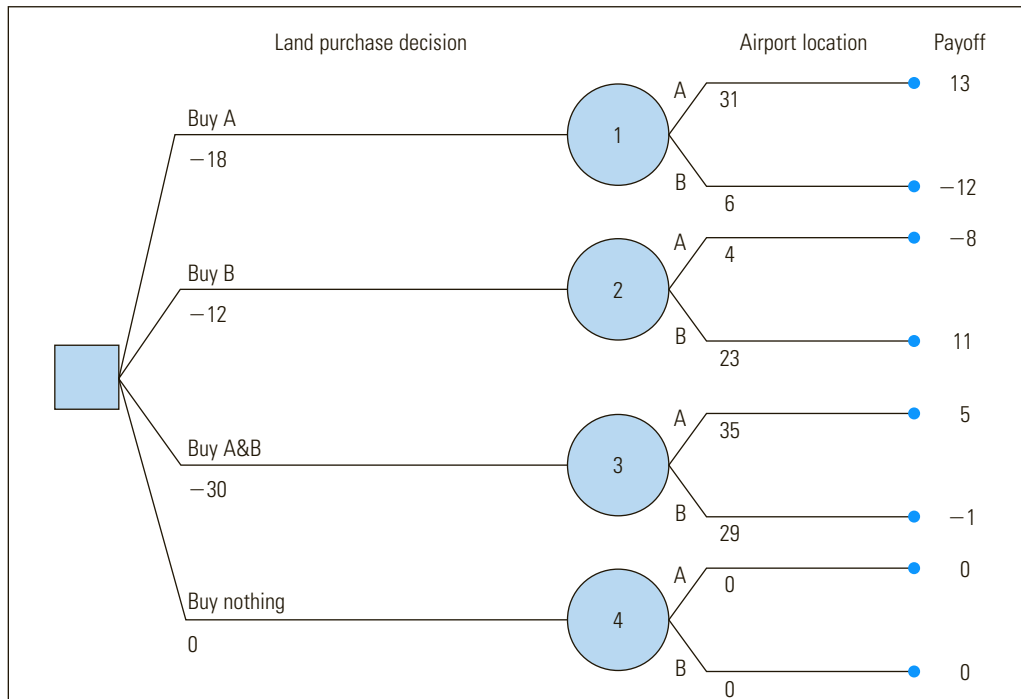 Land purchase decision Airport location Payoff
A 31 13
Buy A
−18
1
B 6 −12
A 4 −8
Buy B
−12
2
B 23 11
A 35 5
Buy A&B
−30
3
B 29 −1
A 0 0
Buy nothing
0
4
B 0 0